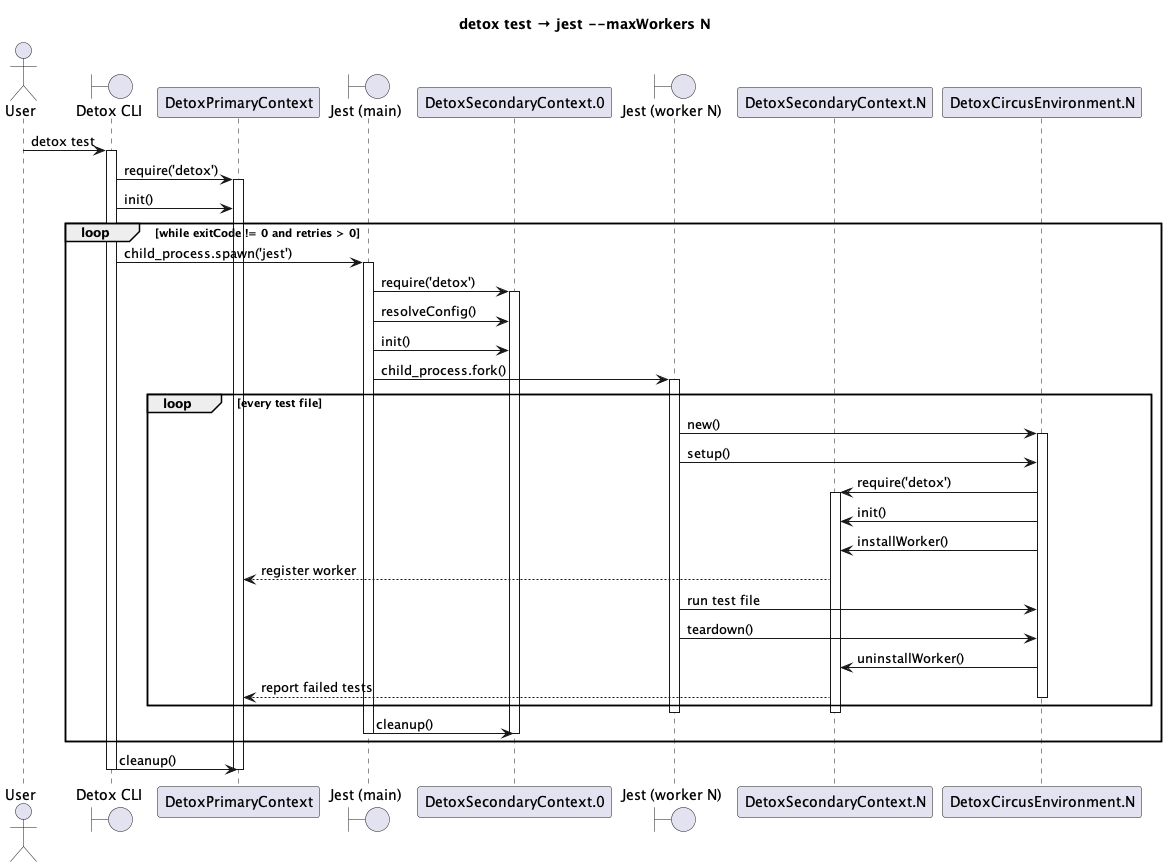 detox test → jest --maxWorkers N
User
Detox CLI
DetoxPrimaryContext
Jest (main)
DetoxSecondaryContext.0
Jest (worker N)
DetoxSecondaryContext.N
DetoxCircusEnvironment.N
detox test
require('detox')
init()
loop
[while exitCode != 0 and retries > 0]
child_process.spawn('jest')
require('detox')
resolveConfig()
init()
child_process.fork()
loop
[every test file]
new()
setup()
require('detox')
init()
installWorker()
register worker
run test file
teardown()
uninstallWorker()
report failed tests
cleanup()
cleanup()
User
Detox CLI
DetoxPrimaryContext
Jest (main)
DetoxSecondaryContext.0
Jest (worker N)
DetoxSecondaryContext.N
DetoxCircusEnvironment.N